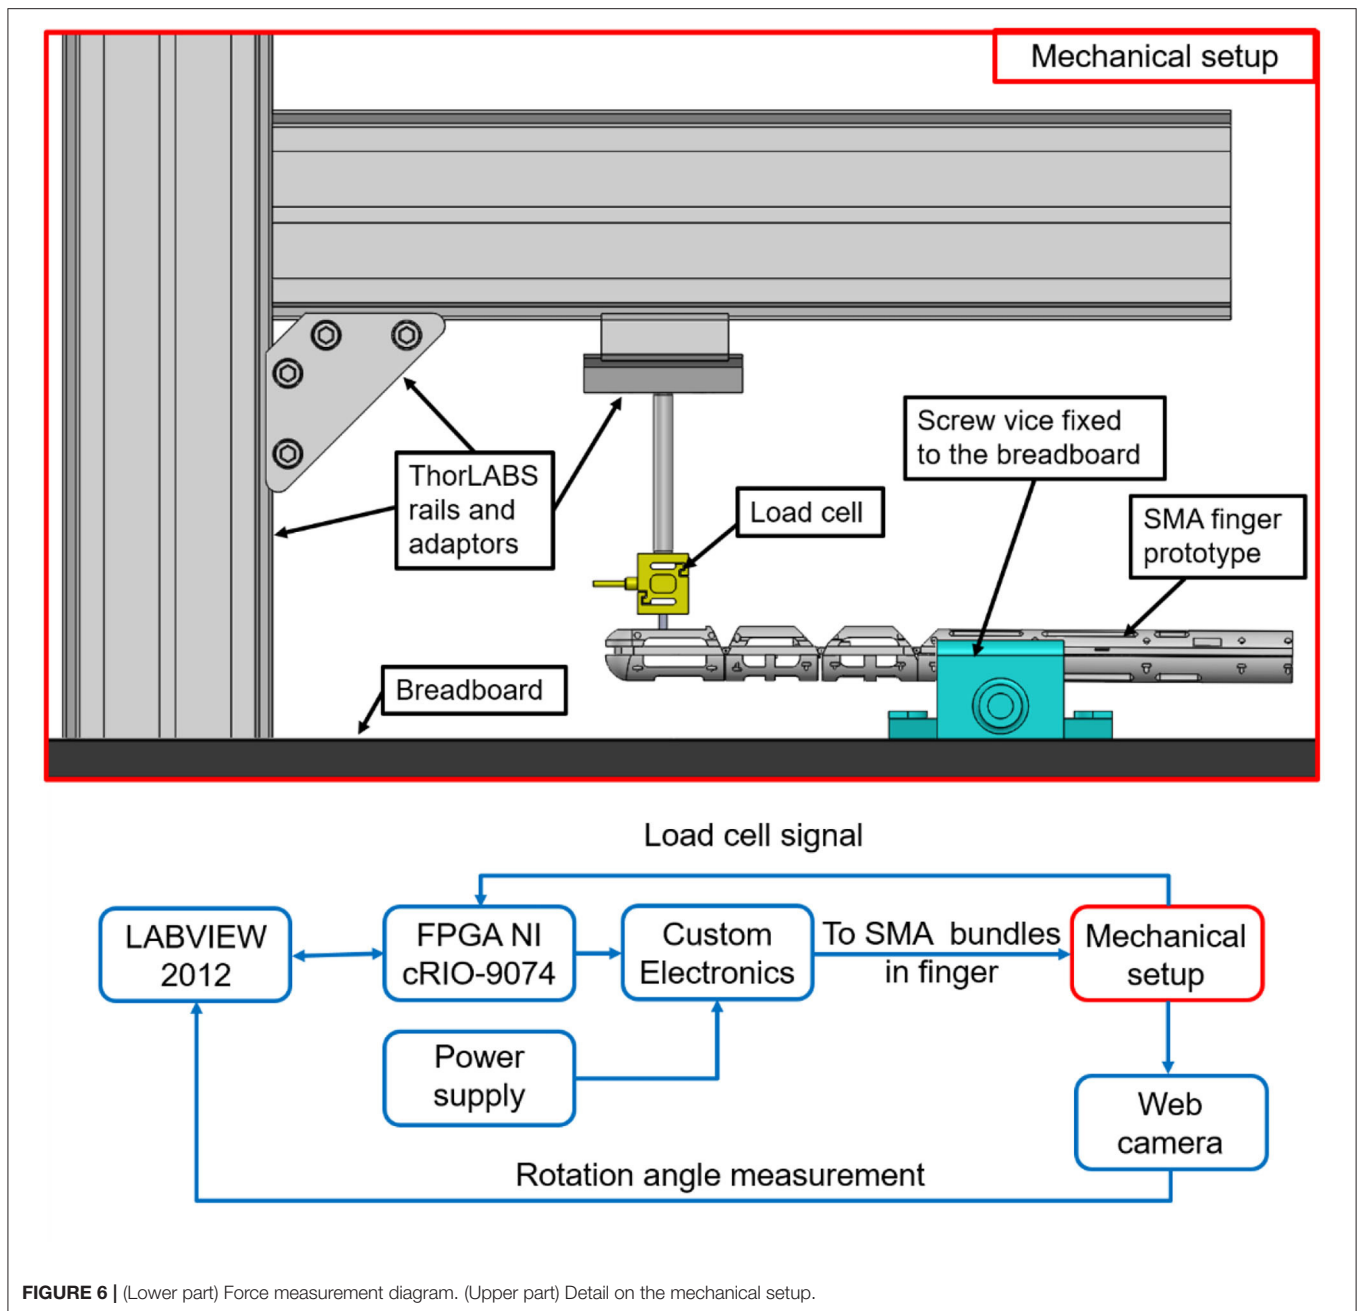 Mechanical setup
Screw vice fixed
to the breadboard
ThorLABS
rails and
adaptors
Load cell
SMA finger
prototype
Breadboard
Load cell signal
LABVIEW
2012
FPGA NI
cRIO-9074
Custom
Electronics
To SMA bundles
in finger
Mechanical
setup
Power
supply
Web
camera
Rotation angle measurement
FIGURE 6 | (Lower part) Force measurement diagram. (Upper part) Detail on the mechanical setup.